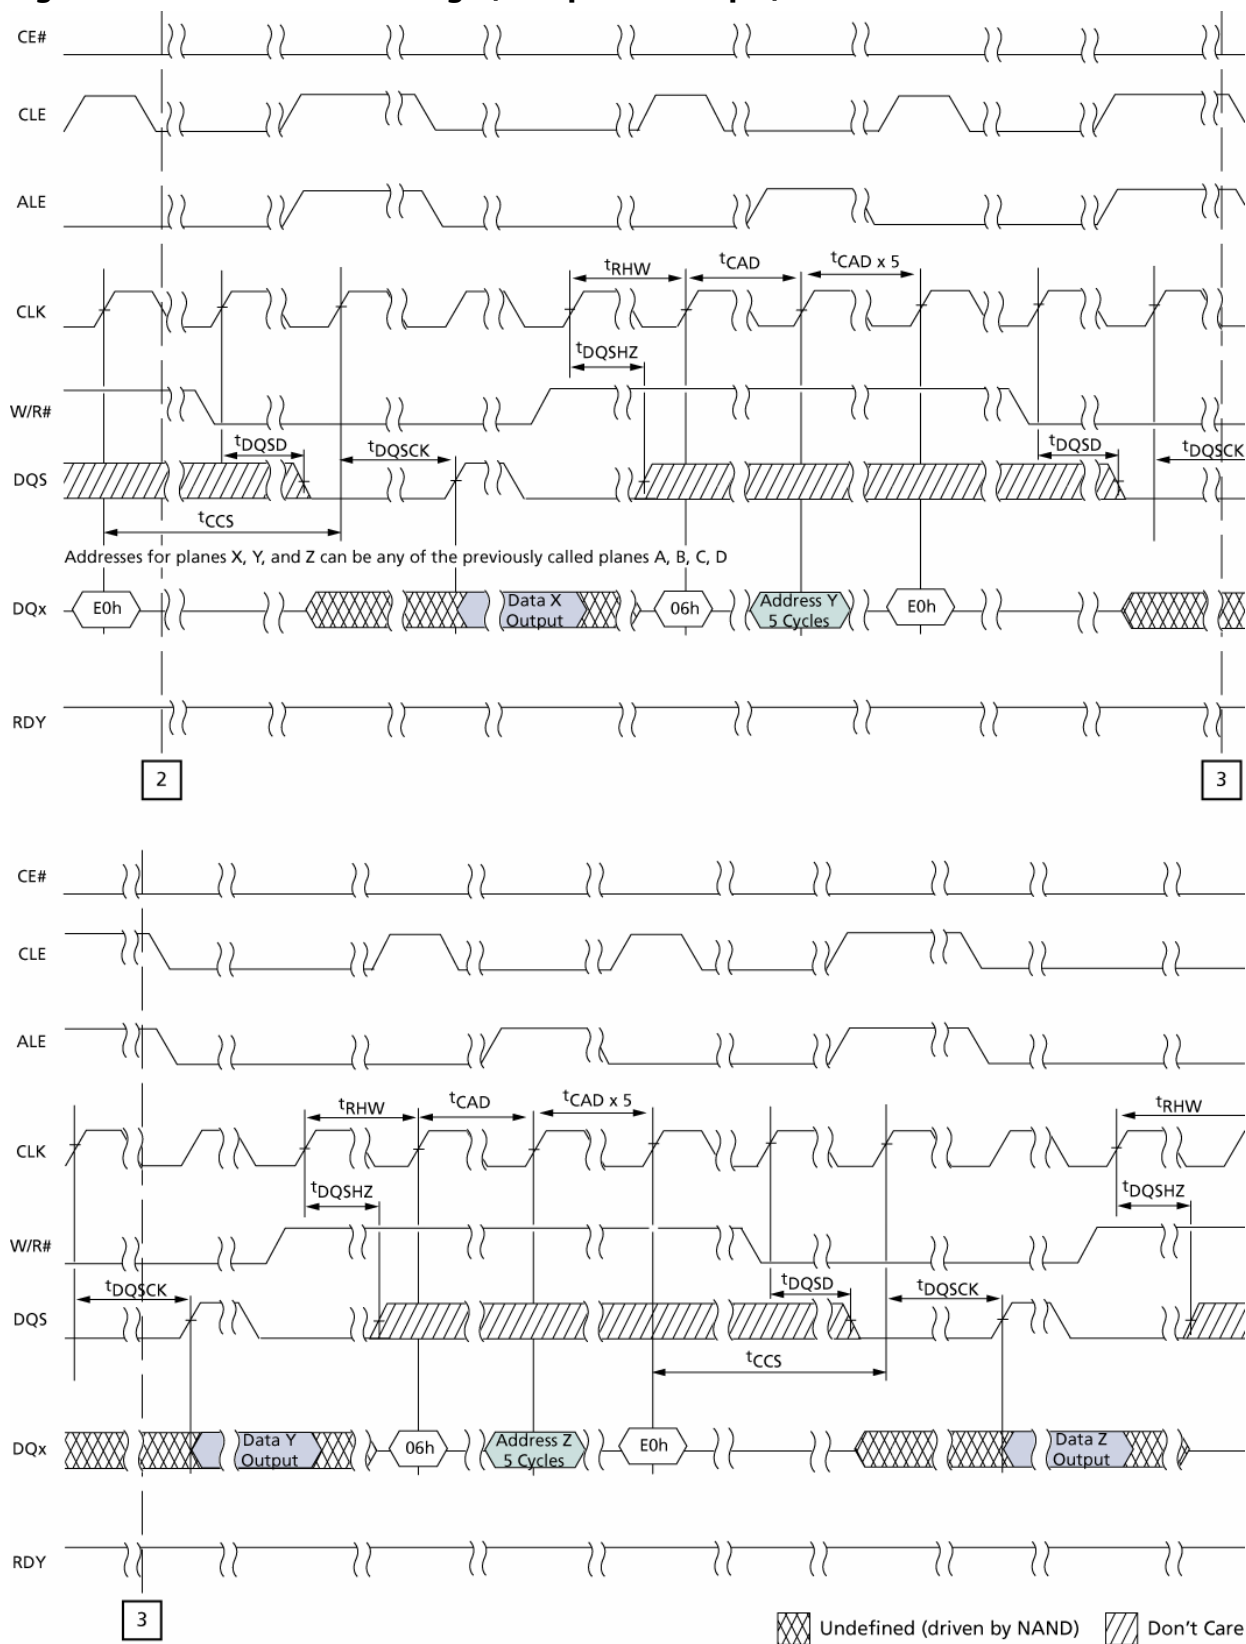 CE#
CLE
ALE
tRHW tCAD tCAD x 5
CLK
tDQSHZ
W/R#
tDQSD tDQSCK tDQSD tDQSCK
DQS
tCCS
Addresses for planes X, Y, and Z can be any of the previously called planes A, B, C, D
DQx E0h Data X Output 06h Address Y 5 Cycles E0h
RDY
2 3
CE#
CLE
ALE
tRHW tCAD tCAD x 5 tRHW
CLK
tDQSHZ tDQSHZ
W/R#
tDQSCK tDQSD tDQSCK
DQS
tCCS
DQx Data Y Output 06h Address Z 5 Cycles E0h Data Z Output
RDY
3
Undefined (driven by NAND) Don't Care